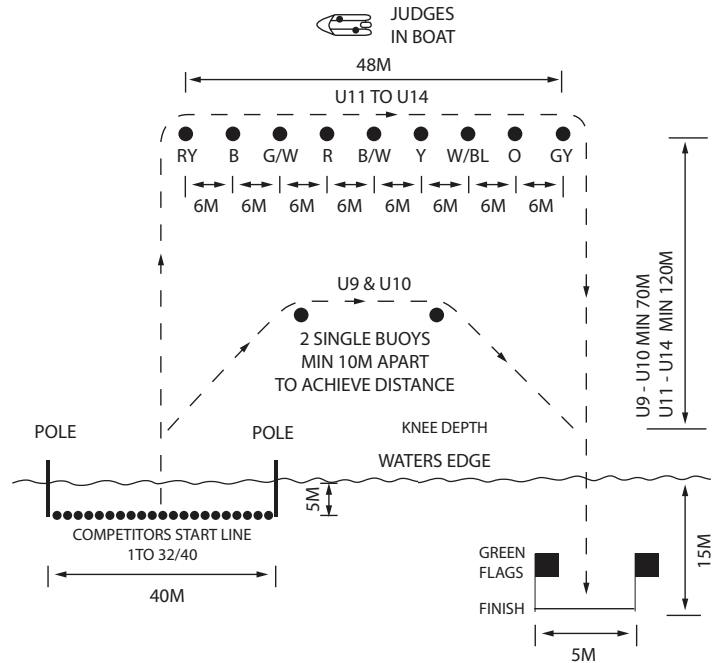 JUDGES
IN BOAT
48M
U11 TO U14
RY B G/W R B/W Y W/BL O GY
6M 6M 6M 6M 6M 6M 6M 6M
U9 & U10
2 SINGLE BUOYS
MIN 10M APART
TO ACHIEVE DISTANCE
U9 - U10 MIN 70M
U11 - U14 MIN 120M
POLE POLE
KNEE DEPTH
WATERS EDGE
5M
COMPETITORS START LINE
1TO 32/40
40M
GREEN
FLAGS
FINISH
15M
5M